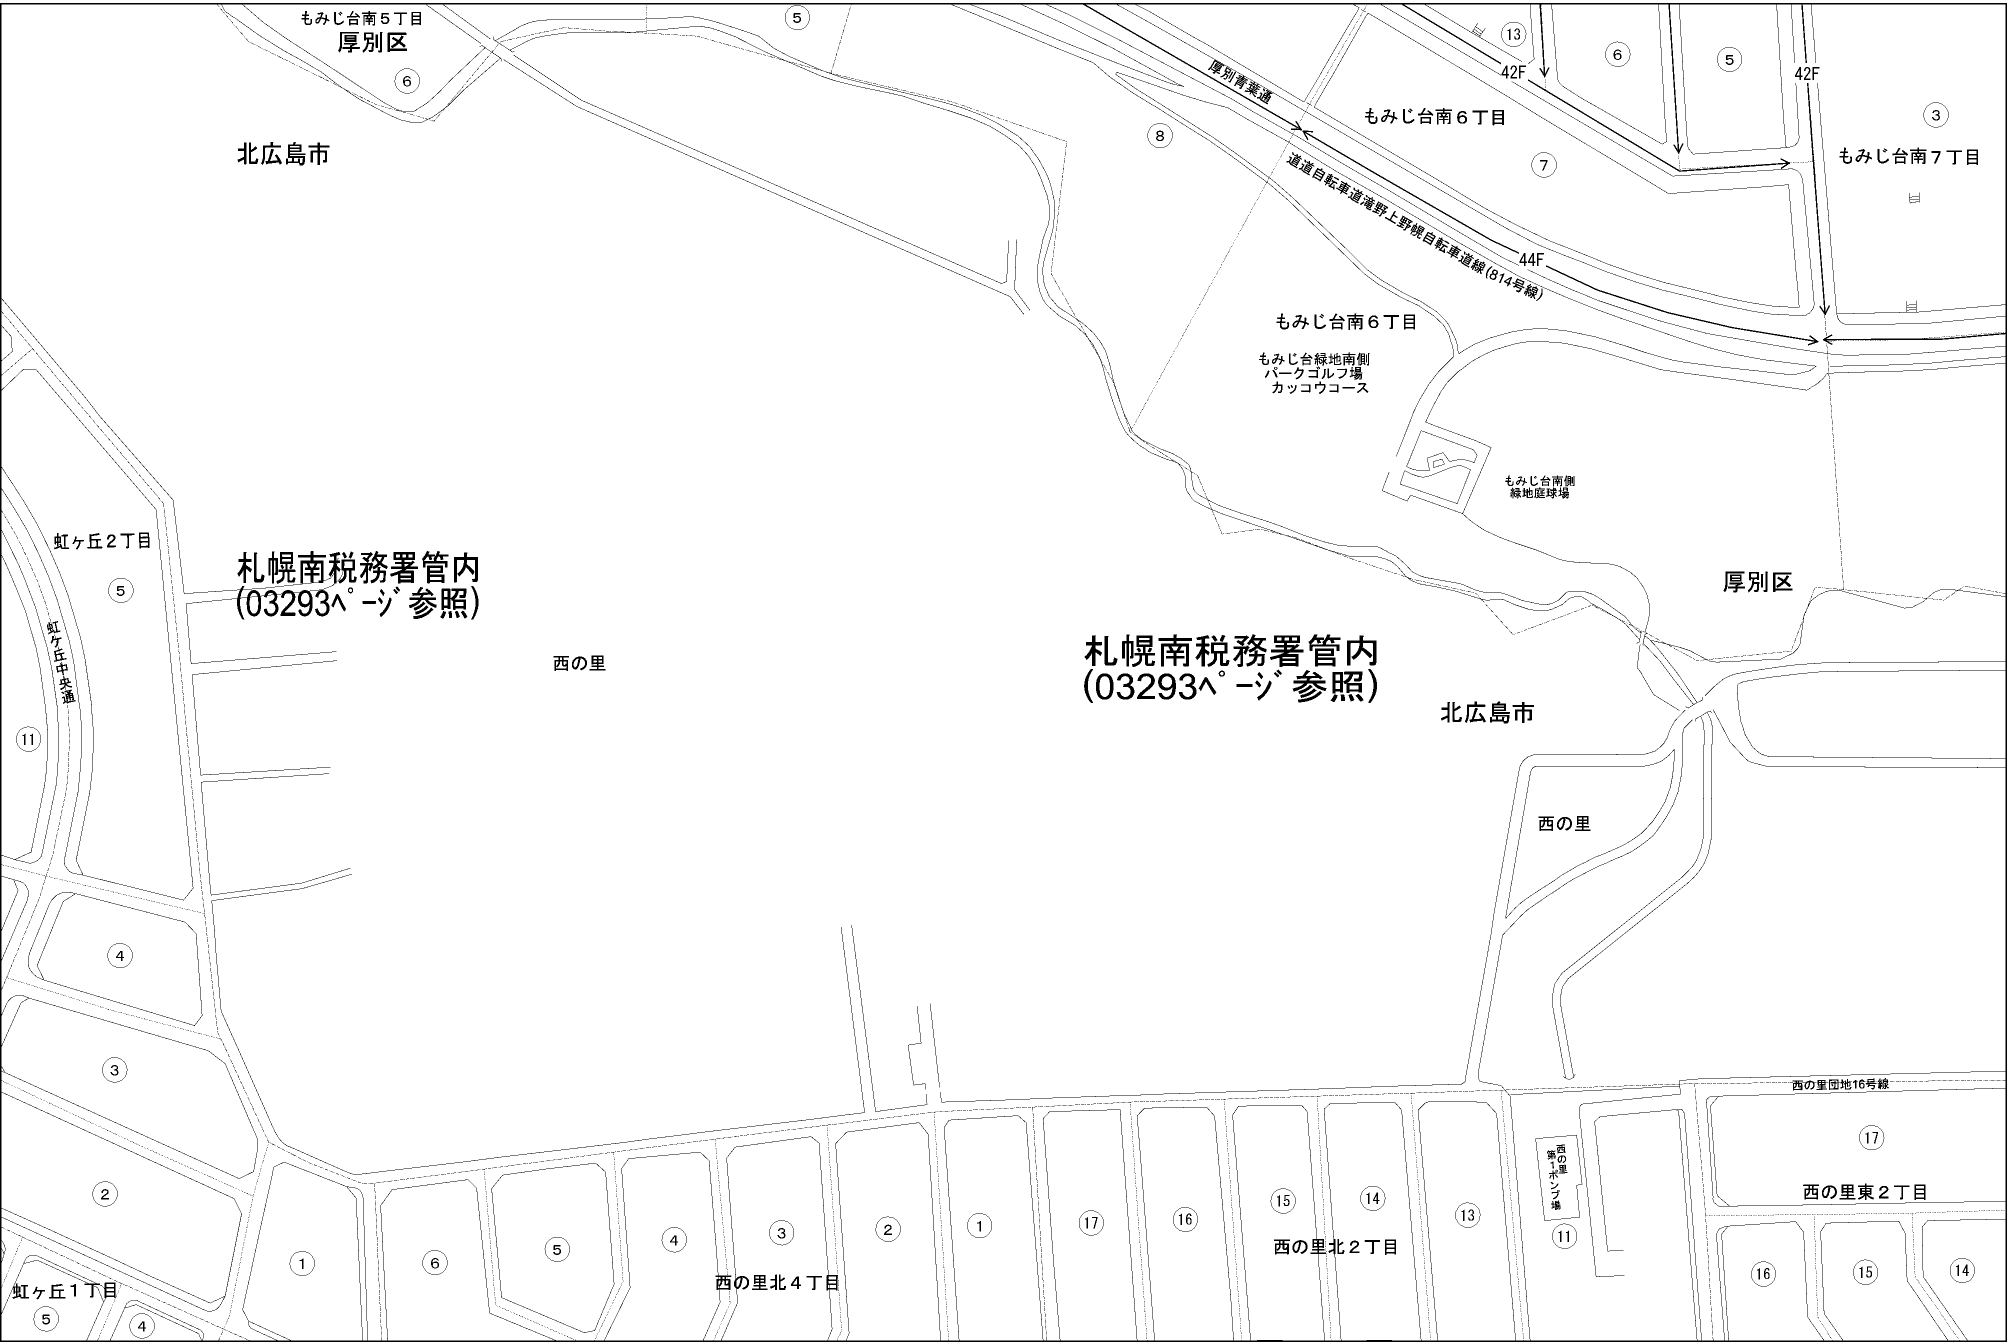 もみじ台南５丁目
厚別区
5
6
13
6
5
42F
42F
厚別青葉通
もみじ台南６丁目
3
8
北広島市
もみじ台南７丁目
7
道道自転車道滝野上野幌自転車道線(814号線)
44F
もみじ台南６丁目
もみじ台緑地南側
パークゴルフ場
カッコウコース
もみじ台南側
緑地庭球場
虹ヶ丘２丁目
札幌南税務署管内
(03293ﾍﾟｰｼﾞ参照)
5
厚別区
虹ケ丘中央通
西の里
札幌南税務署管内
(03293ﾍﾟｰｼﾞ参照)
北広島市
11
西の里
4
3
西の里団地16号線
17
西の里
第1ポンプ場
2
西の里東２丁目
15
14
13
16
17
1
2
3
4
5
6
1
11
西の里北２丁目
西の里北４丁目
16
15
14
虹ヶ丘１丁目
5
4